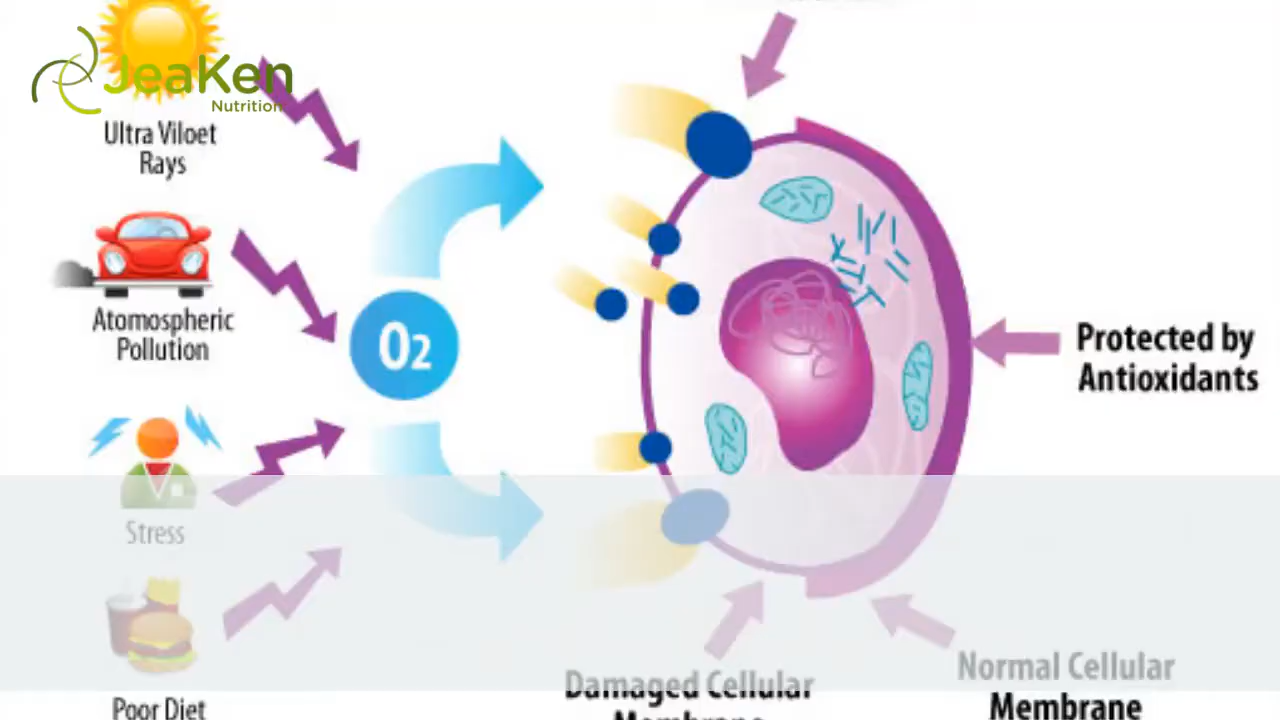 JeaKen
Nutrition
Ultra Viloet
Rays
Atomospheric
Pollution
O2
Protected by
Antioxidants
Stress
Poor Diet
Damaged Cellular
Membrane
Normal Cellular
Membrane